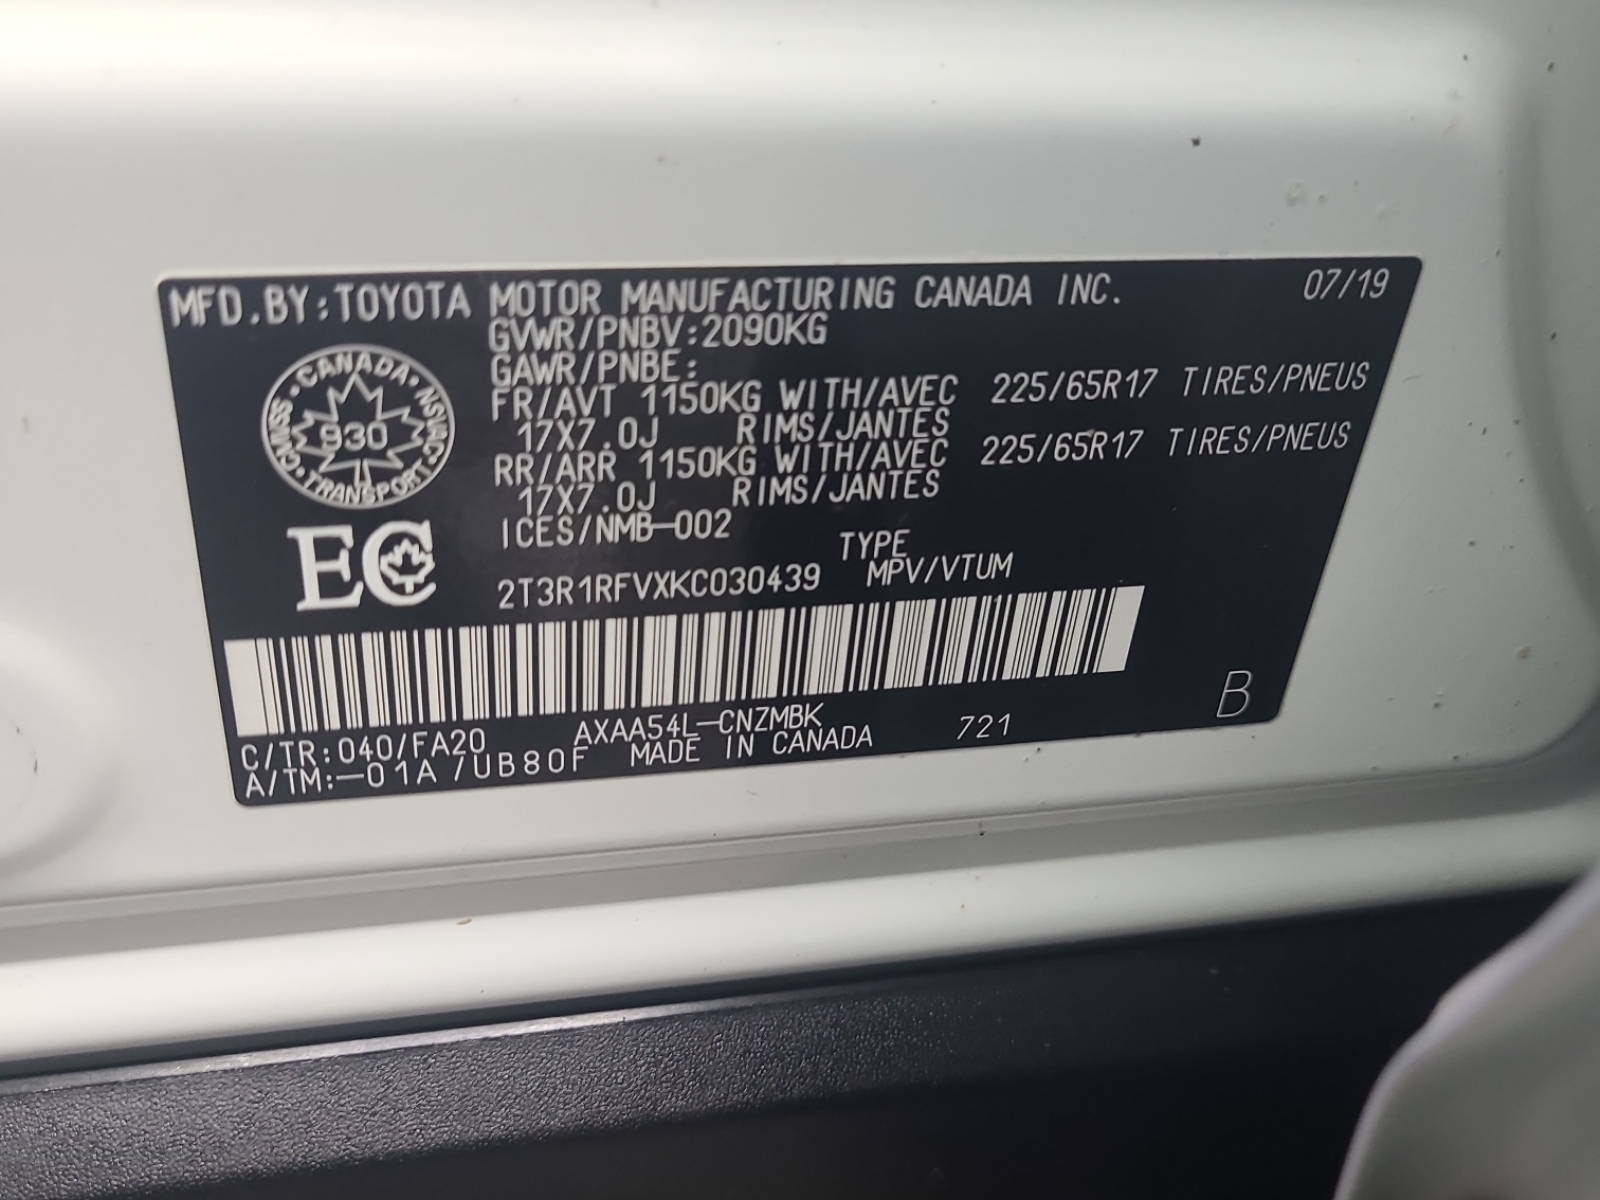 MFD.BY:TOYOTA MOTOR MANUFACTURING CANADA INC. 07/19
GVWR/PNBV:2090KG
GAWR/PNBE:
FR/AVT 1150KG WITH/AVEC 225/65R17 TIRES/PNEUS
17X7.0J RIMS/JANTES
RR/ARR 1150KG WITH/AVEC 225/65R17 TIRES/PNEUS
17X7.0J RIMS/JANTES
ICES/NMB-002
CANADA
NSVAC
TRANSPORT
CMVSS
930
EC
TYPE
2T3R1RFVXKC030439 MPV/VTUM
B
C/TR:040/FA20 AXAA54L-CNZMBK 721
A/TM:-01A/UB80F MADE IN CANADA